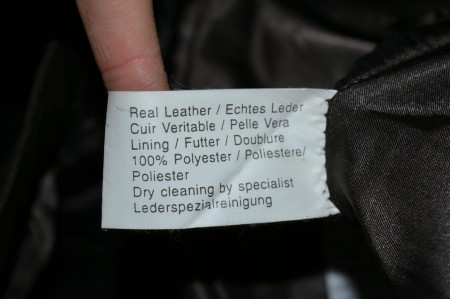 Real Leather / Echtes Leder
Cuir Veritable / Pelle Vera
Lining / Futter / Doublure
100% Polyester / Poliestere/
Poliester
Dry cleaning by specialist
Lederspezialreinigung